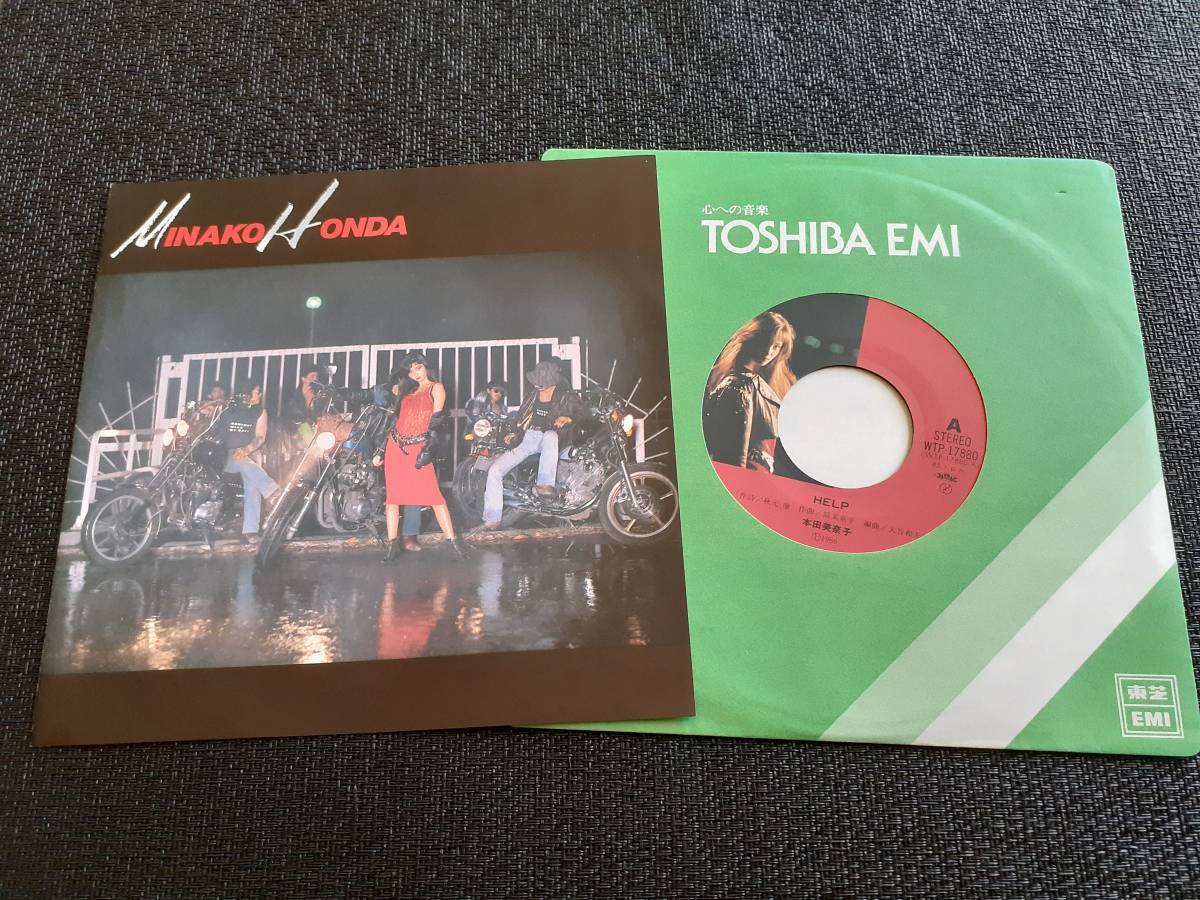 MINAKO HONDA
心への音楽
TOSHIBA EMI
A
STEREO
WTP-17880
HELP
本田美奈子
Ⓟ1986
東芝
EMI